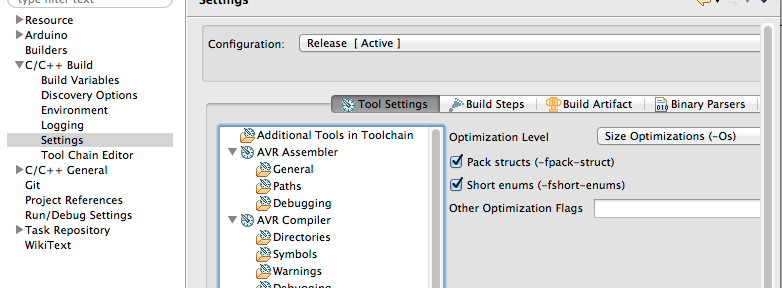 type filter text
Settings
Resource
Arduino
Builders
C/C++ Build
Build Variables
Discovery Options
Environment
Logging
Settings
Tool Chain Editor
C/C++ General
Git
Project References
Run/Debug Settings
Task Repository
WikiText
Configuration:
Release [ Active ]
Tool Settings
Build Steps
Build Artifact
Binary Parsers
Additional Tools in Toolchain
AVR Assembler
General
Paths
Debugging
AVR Compiler
Directories
Symbols
Warnings
Debugging
Optimization Level
Size Optimizations (-Os)
Pack structs (-fpack-struct)
Short enums (-fshort-enums)
Other Optimization Flags